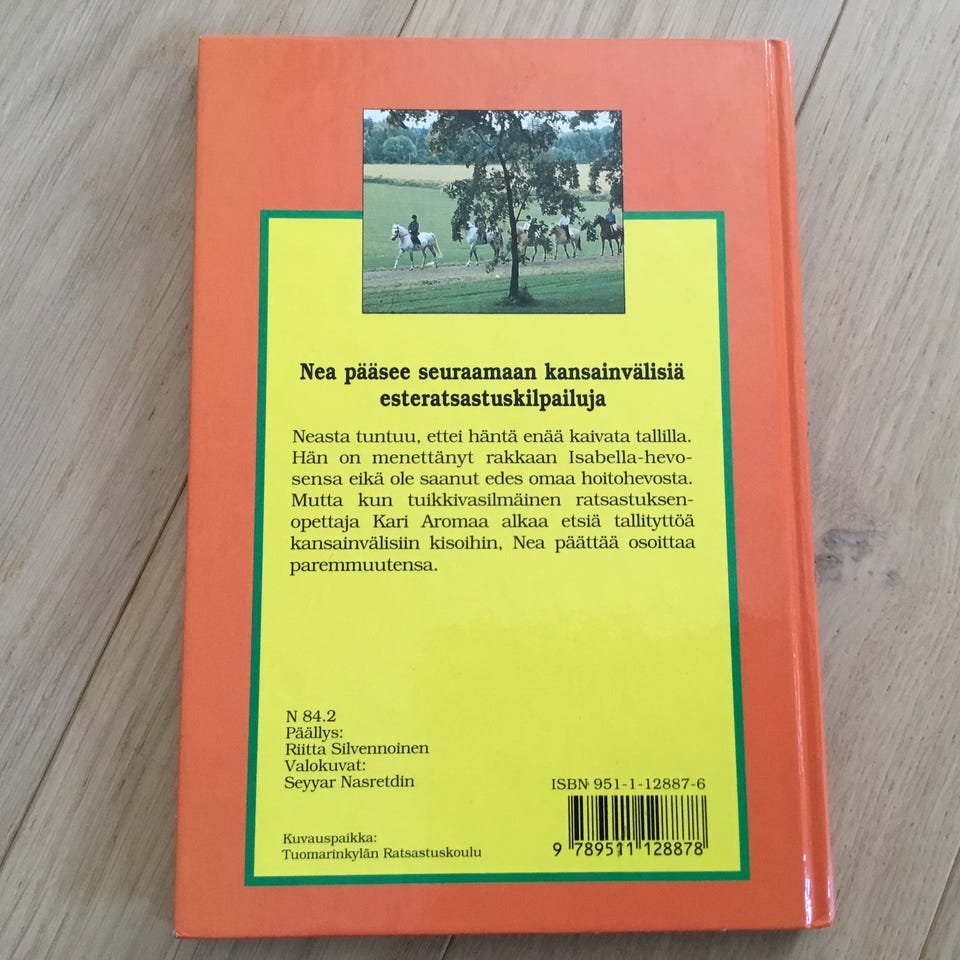 Nea pääsee seuraamaan kansainvälisiä
esteratsastuskilpailuja
Neasta tuntuu, ettei häntä enää kaivata tallilla.
Hän on menettänyt rakkaan Isabella-hevo-
sensa eikä ole saanut edes omaa hoitohevosta.
Mutta kun tuikkivasilmäinen ratsastuksen-
opettaja Kari Aromaa alkaa etsiä tallityttöä
kansainvälisiin kisoihin, Nea päättää osoittaa
paremmuutensa.
N 84.2
Päällys:
Riitta Silvennoinen
Valokuvat:
Seyyar Nasretdin
Kuvauspaikka:
Tuomarinkylän Ratsastuskoulu
ISBN 951-1-12887-6
9 789511 128878